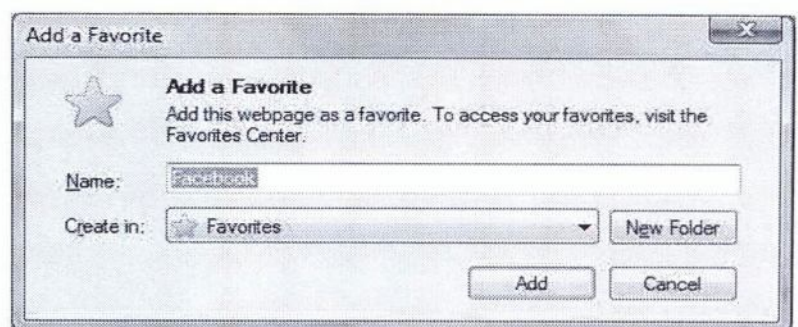 Add a Favorite
Add a Favorite
Add this webpage as a favorite. To access your favorites, visit the
Favorites Center.
Name: Facebook
Create in: Favorites New Folder
Add Cancel